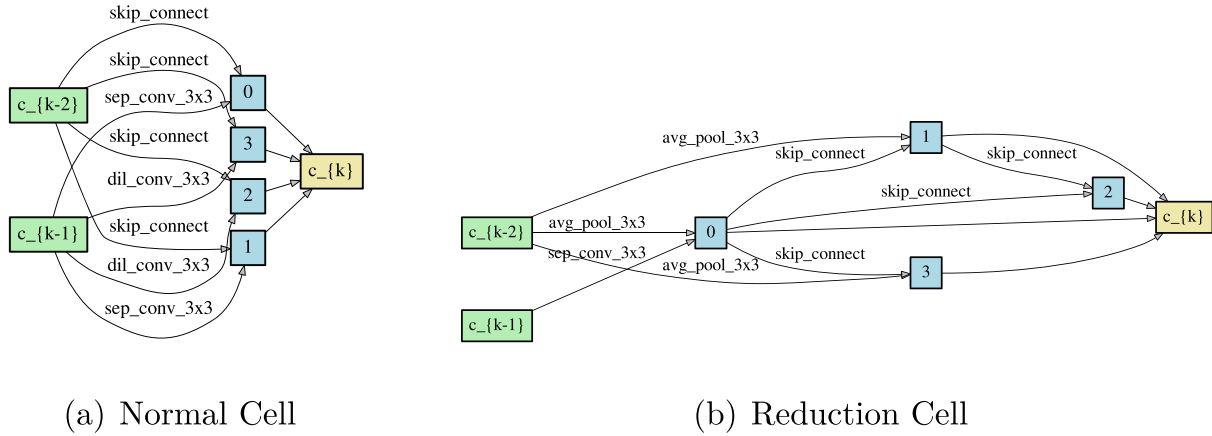 skip_connect
skip_connect
c_{k-2}
sep_conv_3x3
0
skip_connect
3
c_{k}
dil_conv_3x3
2
c_{k-1}
skip_connect
1
dil_conv_3x3
sep_conv_3x3
(a) Normal Cell
avg_pool_3x3
1
skip_connect
skip_connect
skip_connect
2
c_{k-2}
avg_pool_3x3
0
c_{k}
sep_conv_3x3
avg_pool_3x3
skip_connect
3
c_{k-1}
(b) Reduction Cell